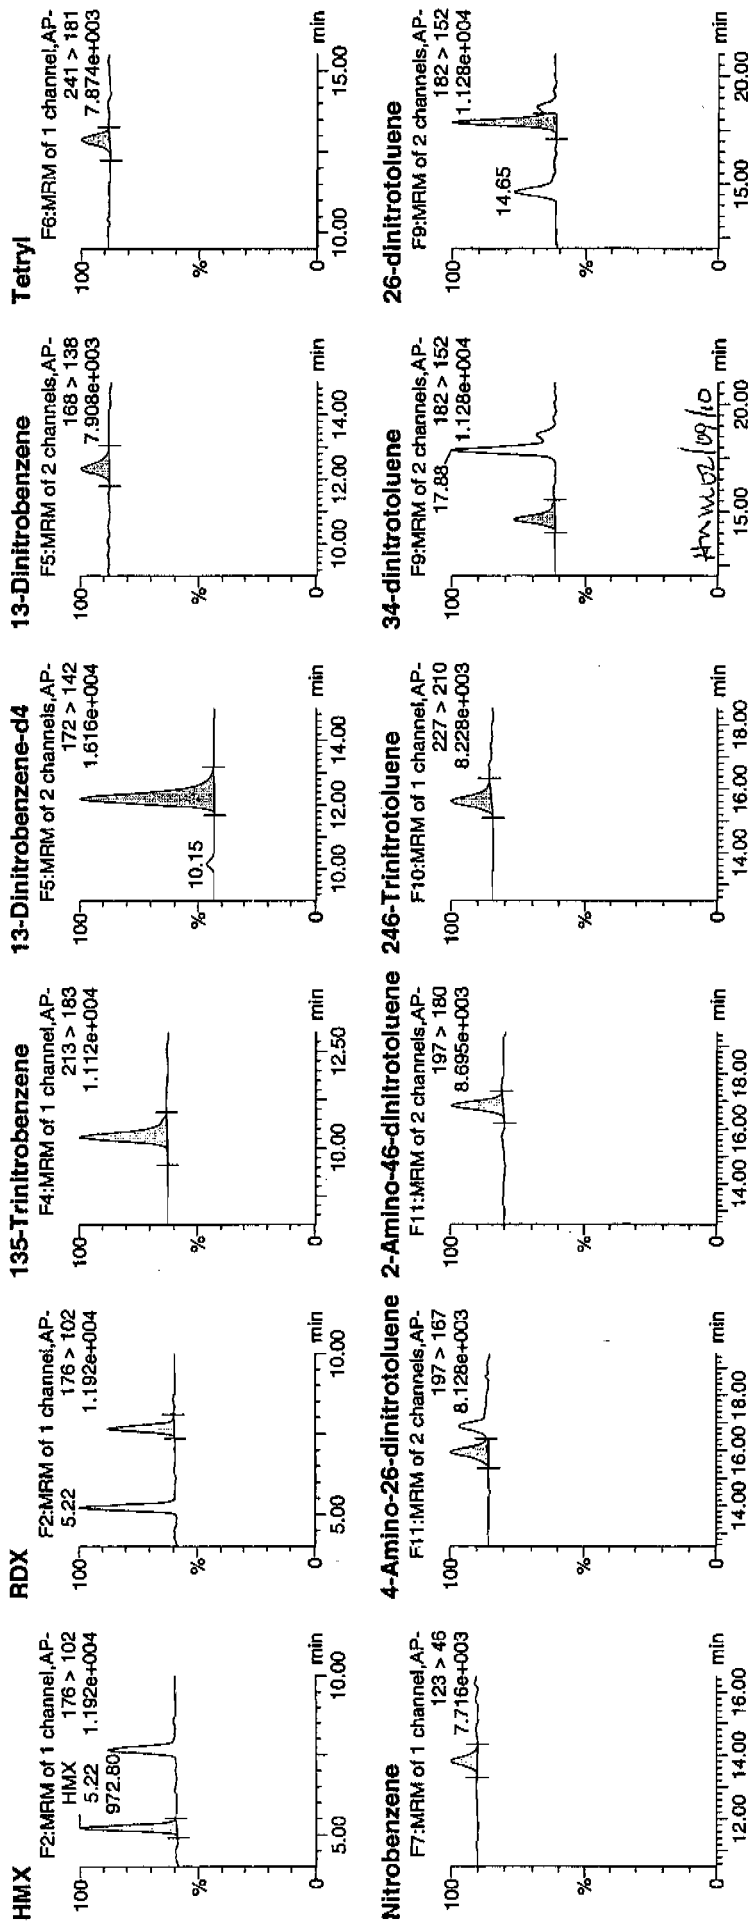 HMX
F2:MRM of 1 channel,AP-
176 > 102
1.192e+004
HMX
5.22
972.80
100
%
0
5.00
10.00
min
RDX
F2:MRM of 1 channel,AP-
176 > 102
1.192e+004
5.22
100
%
0
5.00
10.00
min
135-Trinitrobenzene
F4:MRM of 1 channel,AP-
213 > 183
1.112e+004
100
%
0
10.00
12.50
min
13-Dinitrobenzene-d4
F5:MRM of 2 channels,AP-
172 > 142
1.616e+004
10.15
100
%
0
10.00
12.00
14.00
min
13-Dinitrobenzene
F5:MRM of 2 channels,AP-
168 > 138
7.908e+003
100
%
0
10.00
12.00
14.00
min
Tetryl
F6:MRM of 1 channel,AP-
241 > 181
7.874e+003
100
%
0
10.00
15.00
min
Nitrobenzene
F7:MRM of 1 channel,AP-
123 > 46
7.716e+003
100
%
0
12.00
14.00
16.00
min
4-Amino-26-dinitrotoluene
F11:MRM of 2 channels,AP-
197 > 167
8.128e+003
100
%
0
14.00
16.00
18.00
min
2-Amino-46-dinitrotoluene
F11:MRM of 2 channels,AP-
197 > 180
8.695e+003
100
%
0
14.00
16.00
18.00
min
246-Trinitrotoluene
F10:MRM of 1 channel,AP-
227 > 210
8.228e+003
100
%
0
14.00
16.00
18.00
min
34-dinitrotoluene
F9:MRM of 2 channels,AP-
182 > 152
1.128e+004
17.88
100
%
0
15.00
20.00
min
02/09/10
26-dinitrotoluene
F9:MRM of 2 channels,AP-
182 > 152
1.128e+004
14.65
100
%
0
15.00
20.00
min